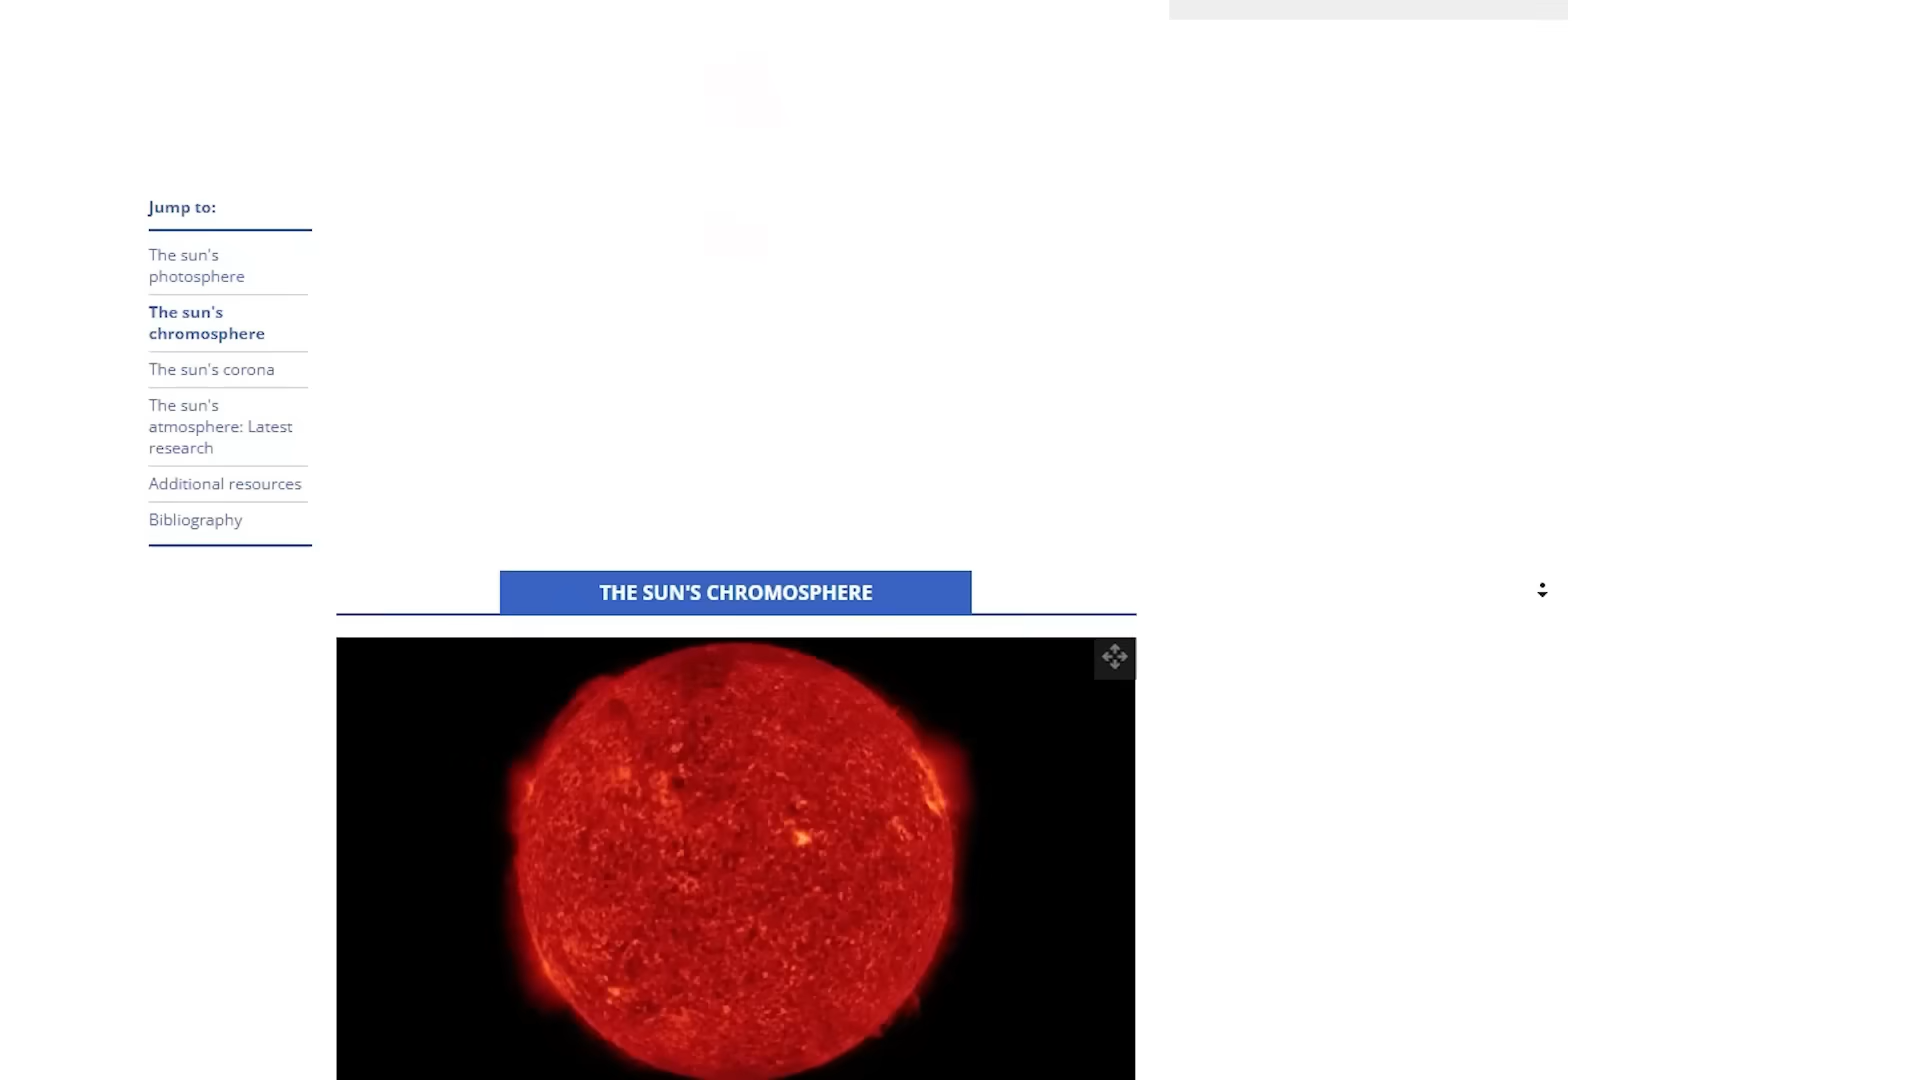 Jump to:
The sun's
photosphere
The sun's
chromosphere
The sun's corona
The sun's
atmosphere: Latest
research
Additional resources
Bibliography
THE SUN'S CHROMOSPHERE